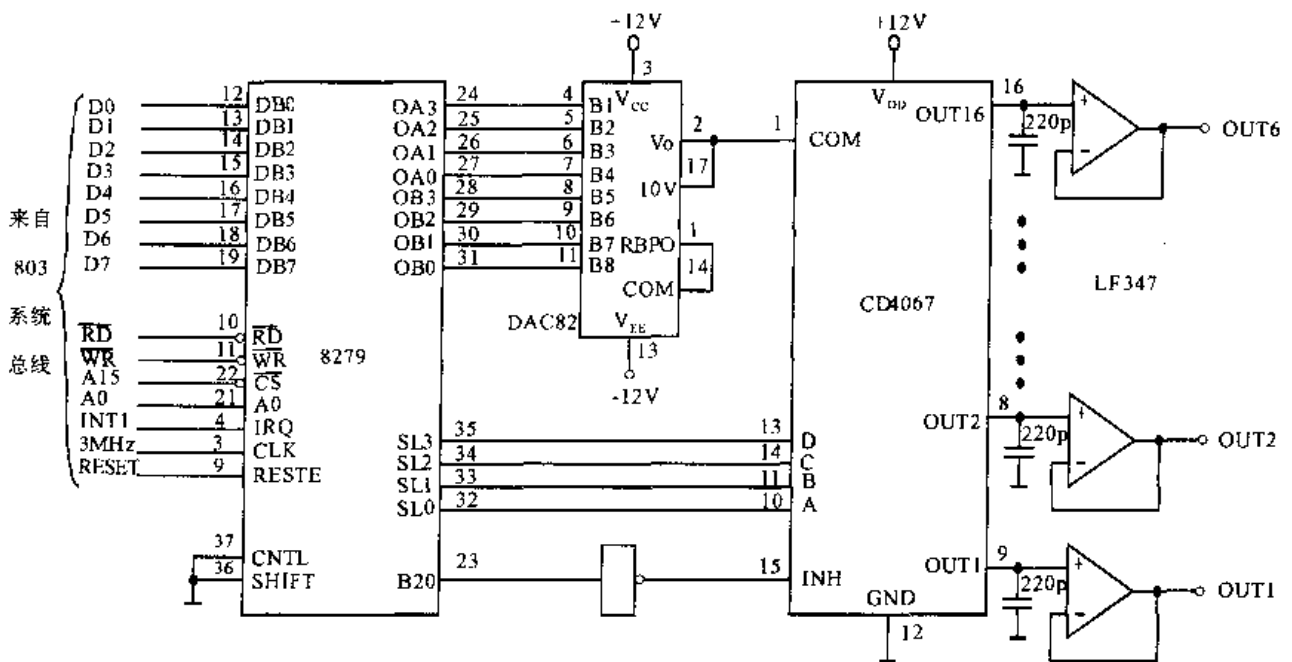 来自
803
系统
总线
D0
D1
D2
D3
D4
D5
D6
D7
RD
WR
A15
A0
INT1
3MHz
RESET
12
13
14
15
16
17
18
19
10
11
22
21
4
3
9
37
36
DB0
DB1
DB2
DB3
DB4
DB5
DB6
DB7
RD
WR
CS
A0
IRQ
CLK
RESTE
CNTL
SHIFT
8279
OA3
OA2
OA1
OA0
OB3
OB2
OB1
OB0
SL3
SL2
SL1
SL0
B20
24
25
26
27
28
29
30
31
35
34
33
32
23
4
5
6
7
8
9
10
11
+12V
3
VCC
B1
B2
B3
B4
B5
B6
B7
B8
Vo
10V
RBPO
COM
VEE
DAC82
13
-12V
2
17
1
14
1
13
14
11
10
15
+12V
VDD
COM
CD4067
D
C
B
A
INH
GND
12
OUT16
OUT2
OUT1
16
220p
+
-
OUT6
LF347
8
220p
+
-
OUT2
9
220p
+
-
OUT1